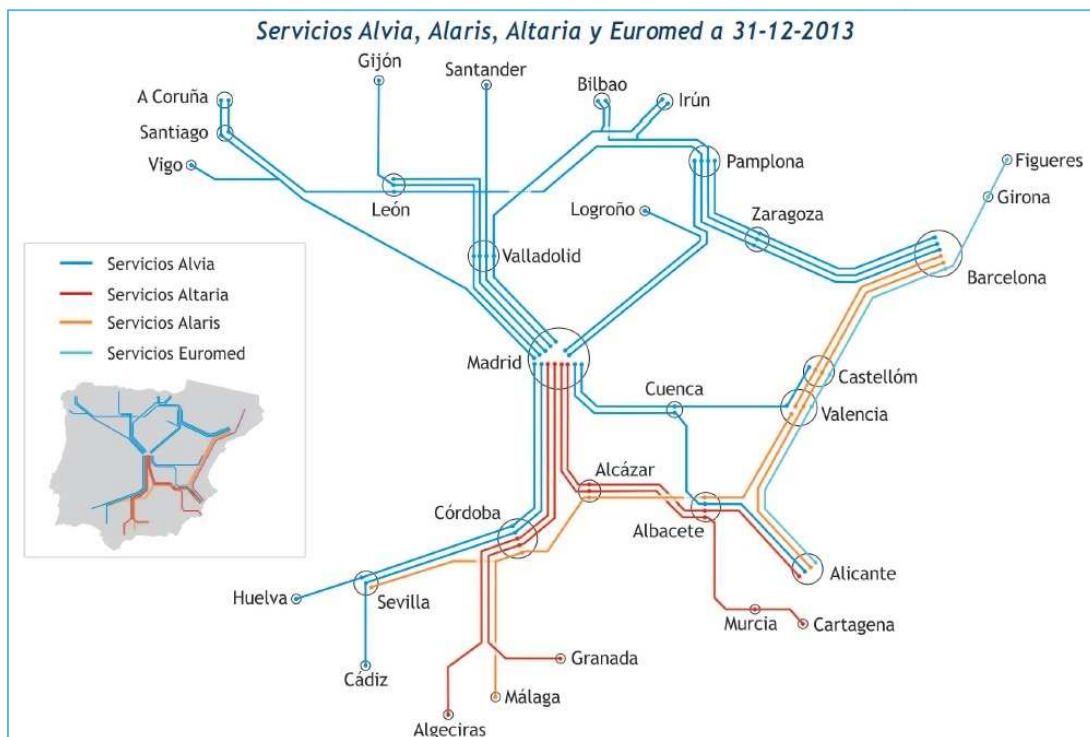 Servicios Alvia, Alaris, Altaria y Euromed a 31-12-2013
Gijón
Santander
Bilbao
Irún
A Coruña
Santiago
Vigo
Pamplona
Figueres
Girona
León
Logroño
Zaragoza
Valladolid
Barcelona
Servicios Alvia
Servicios Altaria
Servicios Alaris
Servicios Euromed
Madrid
Cuenca
Castellóm
Valencia
Alcázar
Córdoba
Albacete
Alicante
Huelva
Sevilla
Murcia
Cartagena
Granada
Cádiz
Málaga
Algeciras